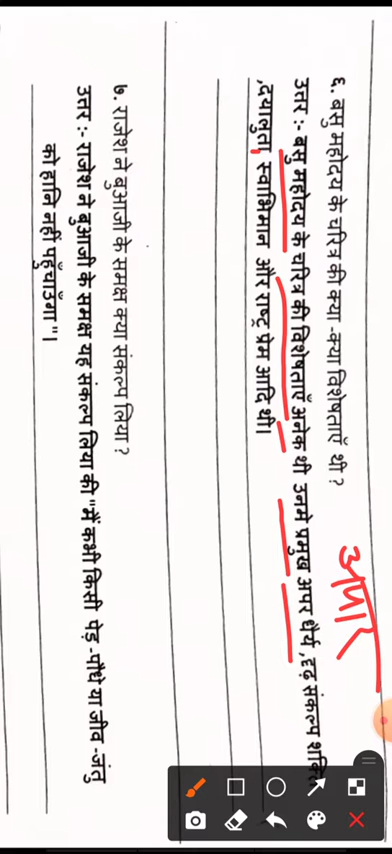 ६. बसु महोदय के चरित्र की क्या -क्या विशेषताएँ थी ?
उत्तर :- बसु महोदय के चरित्र की विशेषताएँ अनेक थी उनमे प्रमुख अपार धैर्य ,दृढ़ संकल्प शक्ति
,दयालुता, स्वाभिमान और राष्ट्र प्रेम आदि थी।
अपार
७. राजेश ने बुआजी के समक्ष क्या संकल्प लिया ?
उत्तर :- राजेश ने बुआजी के समक्ष यह संकल्प लिया की "मैं कभी किसी पेड़ -पौधे या जीव -जंतु
को हानि नहीं पहुँचाउँगा"।